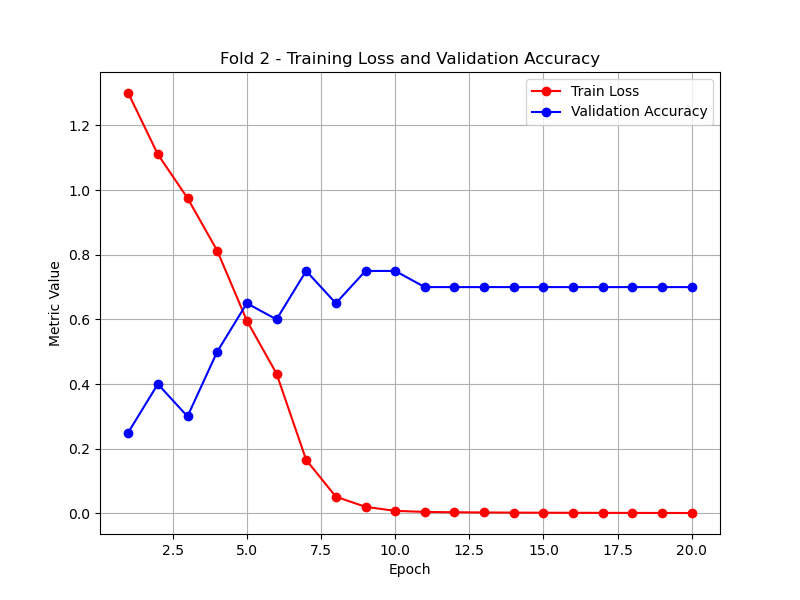 Fold 2 - Training Loss and Validation Accuracy
Train Loss
Validation Accuracy
Metric Value
1.2
1.0
0.8
0.6
0.4
0.2
0.0
2.5 5.0 7.5 10.0 12.5 15.0 17.5 20.0
Epoch